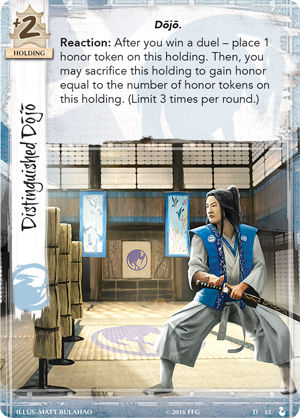 +2
HOLDING
Dōjō.
Reaction: After you win a duel – place 1
honor token on this holding. Then, you
may sacrifice this holding to gain honor
equal to the number of honor tokens on
this holding. (Limit 3 times per round.)
Distinguished Dōjō
ILLUS. MATT BULAHAO
©2018 FFG
D